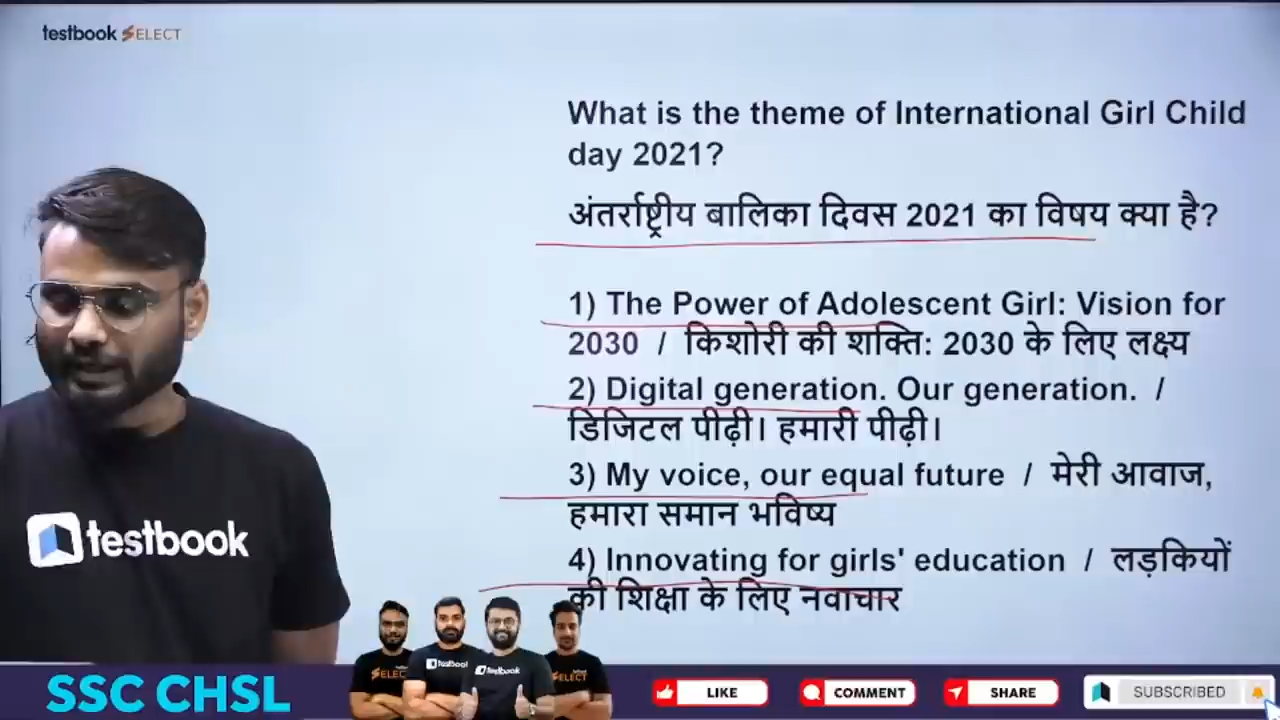 testbook SELECT
What is the theme of International Girl Child
day 2021?
अंतर्राष्ट्रीय बालिका दिवस 2021 का विषय क्या है?
1) The Power of Adolescent Girl: Vision for
2030 / किशोरी की शक्ति: 2030 के लिए लक्ष्य
2) Digital generation. Our generation. /
डिजिटल पीढ़ी। हमारी पीढ़ी।
3) My voice, our equal future / मेरी आवाज,
हमारा समान भविष्य
4) Innovating for girls' education / लड़कियों
की शिक्षा के लिए नवाचार
testbook
testbook
SELECT
SSC CHSL
LIKE
COMMENT
SHARE
SUBSCRIBED